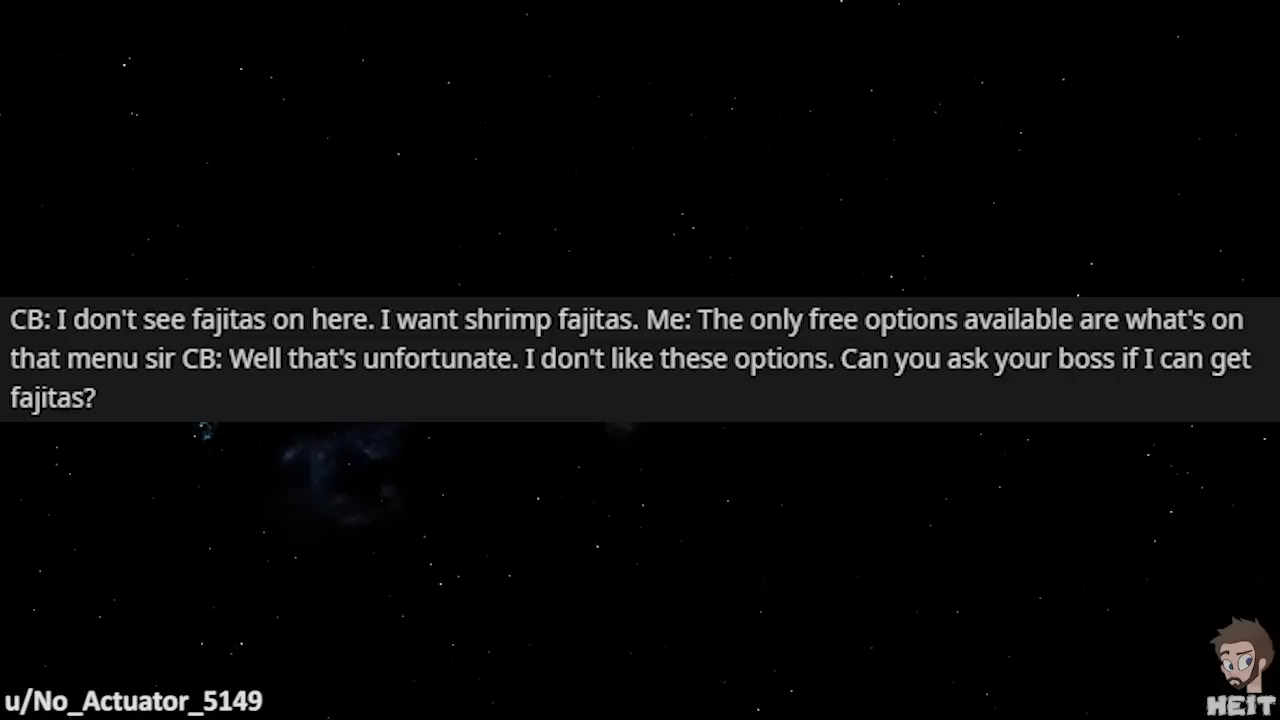 CB: I don't see fajitas on here. I want shrimp fajitas. Me: The only free options available are what's on
that menu sir CB: Well that's unfortunate. I don't like these options. Can you ask your boss if I can get
fajitas?
u/No_Actuator_5149
HEIT